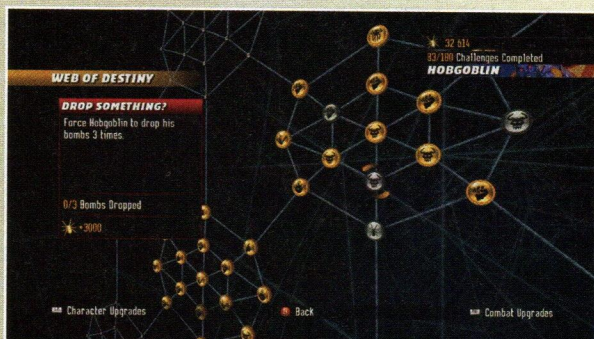 32 614
83/180 Challenges Completed
HOBGOBLIN
WEB OF DESTINY
DROP SOMETHING?
Force Hobgoblin to drop his
bombs 3 times.
0/3 Bombs Dropped
+3000
Character Upgrades
Back
Combat Upgrades